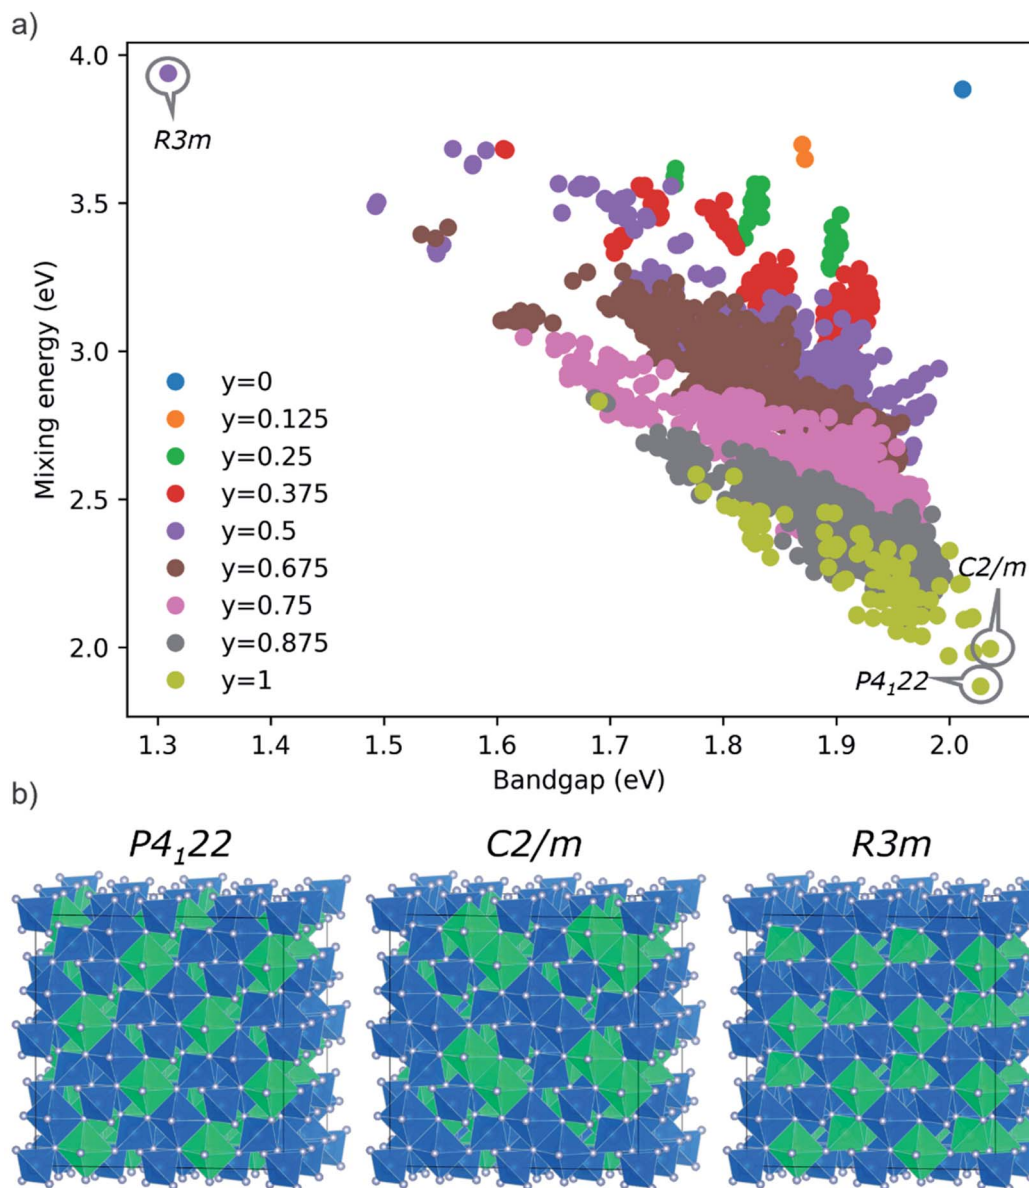 a)
4.0
R3m
3.5
Mixing energy (eV)
3.0
y=0
y=0.125
y=0.25
y=0.375
y=0.5
y=0.675
y=0.75
y=0.875
y=1
2.5
2.0
C2/m
P4₁22
1.3 1.4 1.5 1.6 1.7 1.8 1.9 2.0
Bandgap (eV)
b)
P4₁22 C2/m R3m